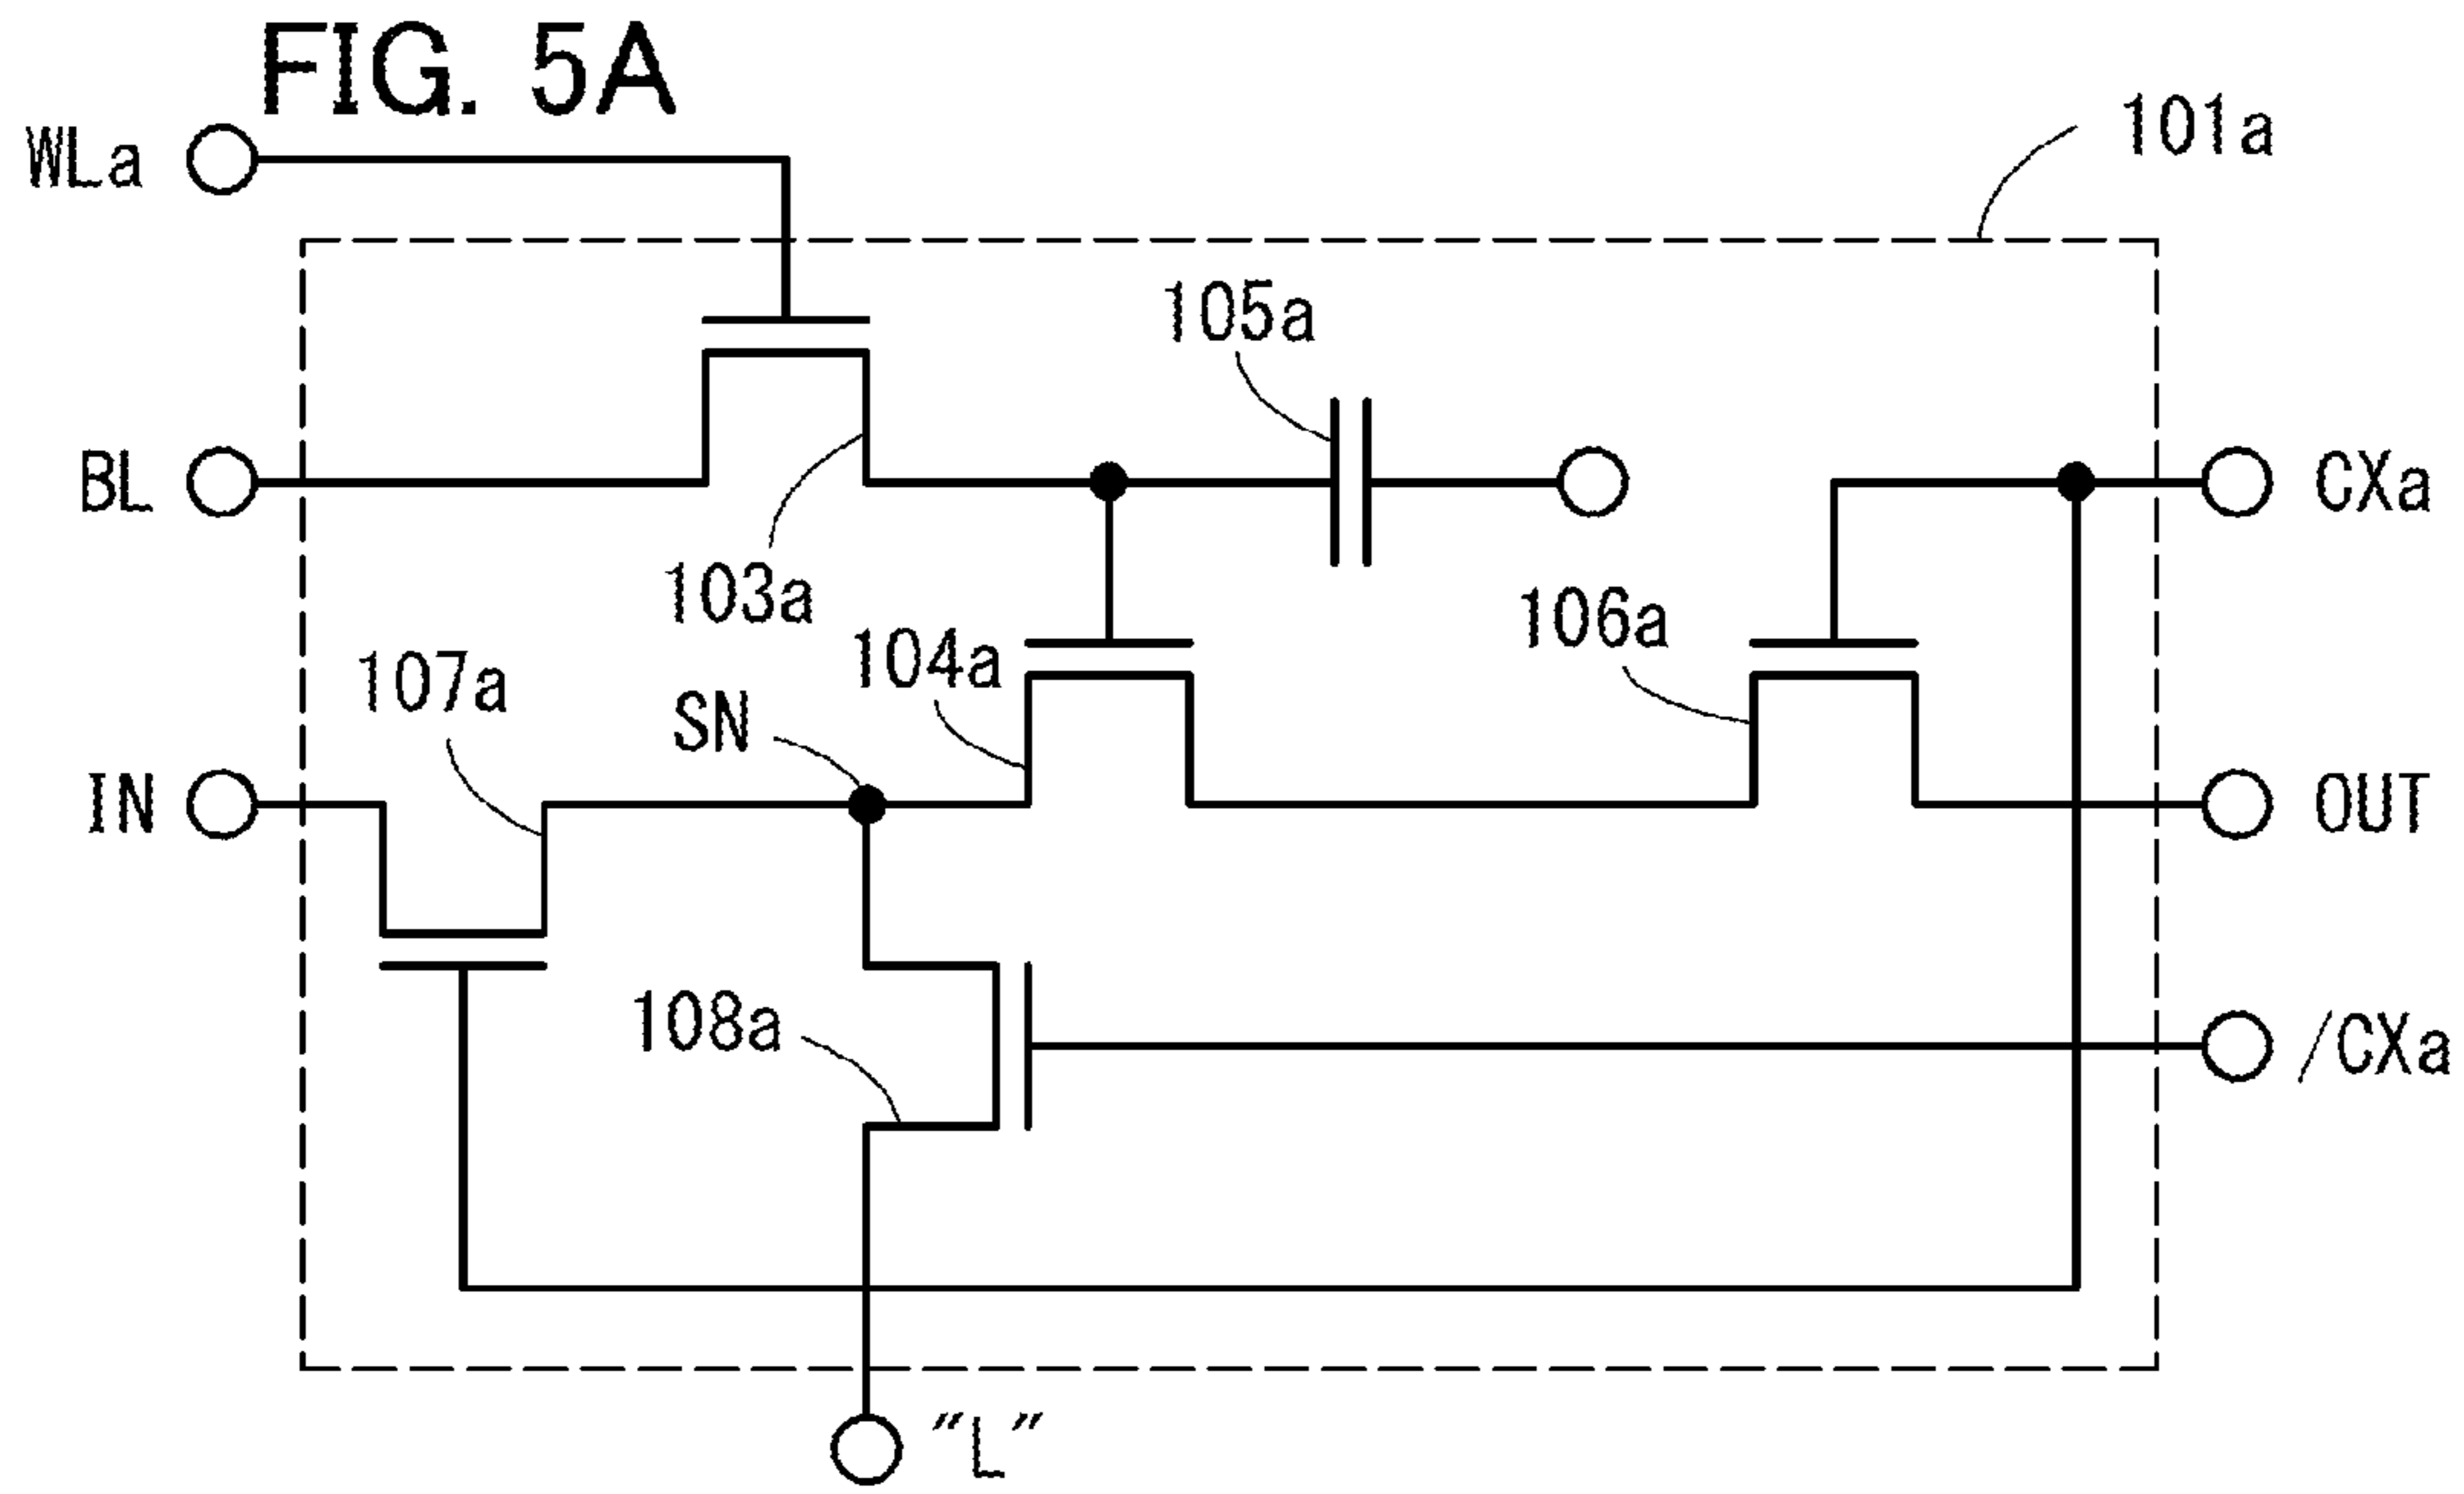 FIG. 5A
101a
WLa
105a
BL
CXa
103a
106a
104a
107a
SN
IN
OUT
108a
/CXa
"L"